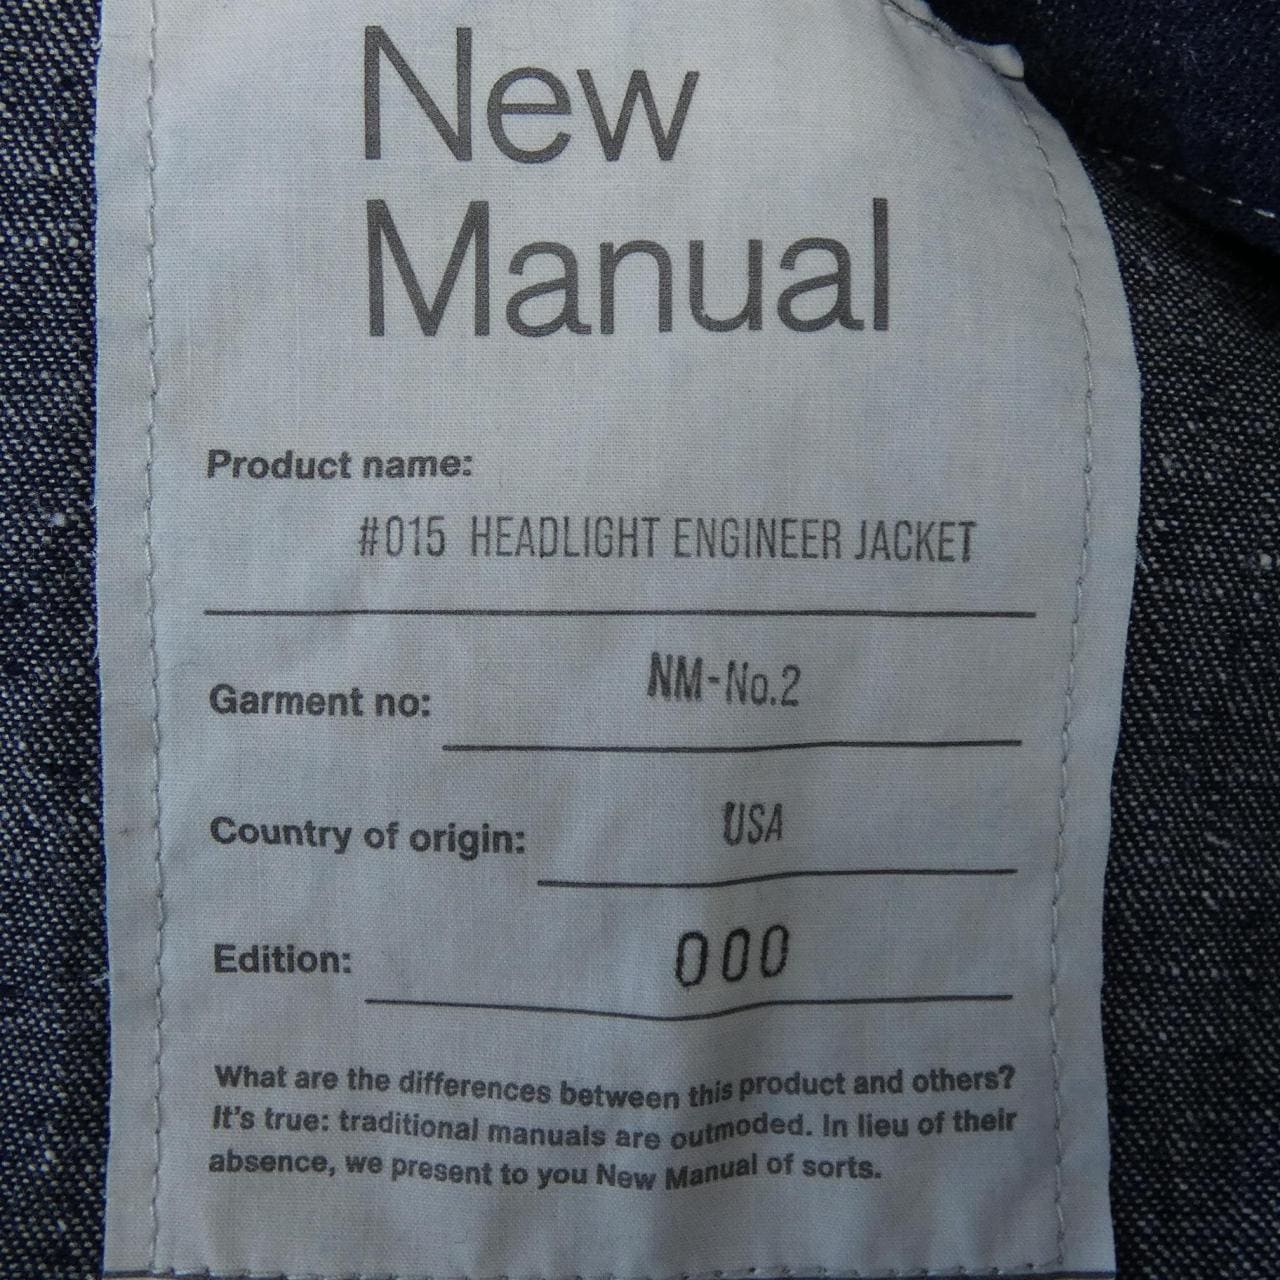 New
Manual
Product name:
#015 HEADLIGHT ENGINEER JACKET
Garment no: NM-No.2
Country of origin: USA
Edition: 000
What are the differences between this product and others?
It's true: traditional manuals are outmoded. In lieu of their
absence, we present to you New Manual of sorts.